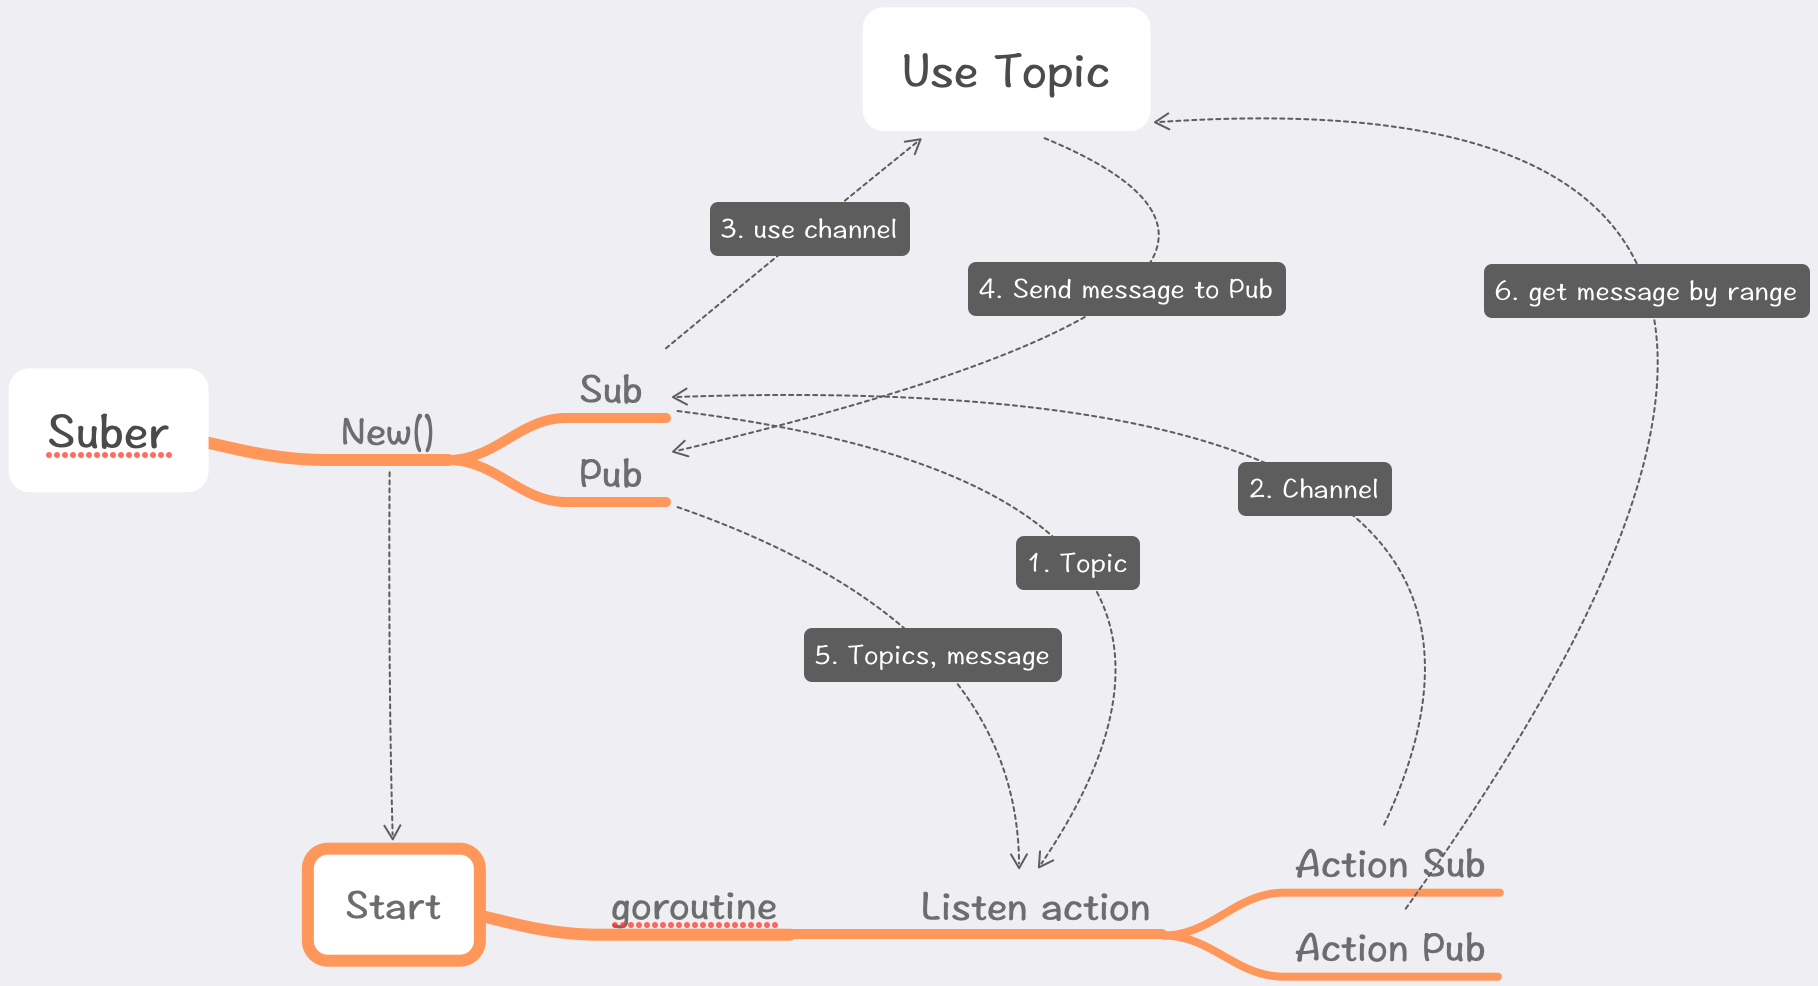 Use Topic
3. use channel
4. Send message to Pub
6. get message by range
Sub
Suber
New()
Pub
2. Channel
1. Topic
5. Topics, message
Action Sub
Start
goroutine
Listen action
Action Pub